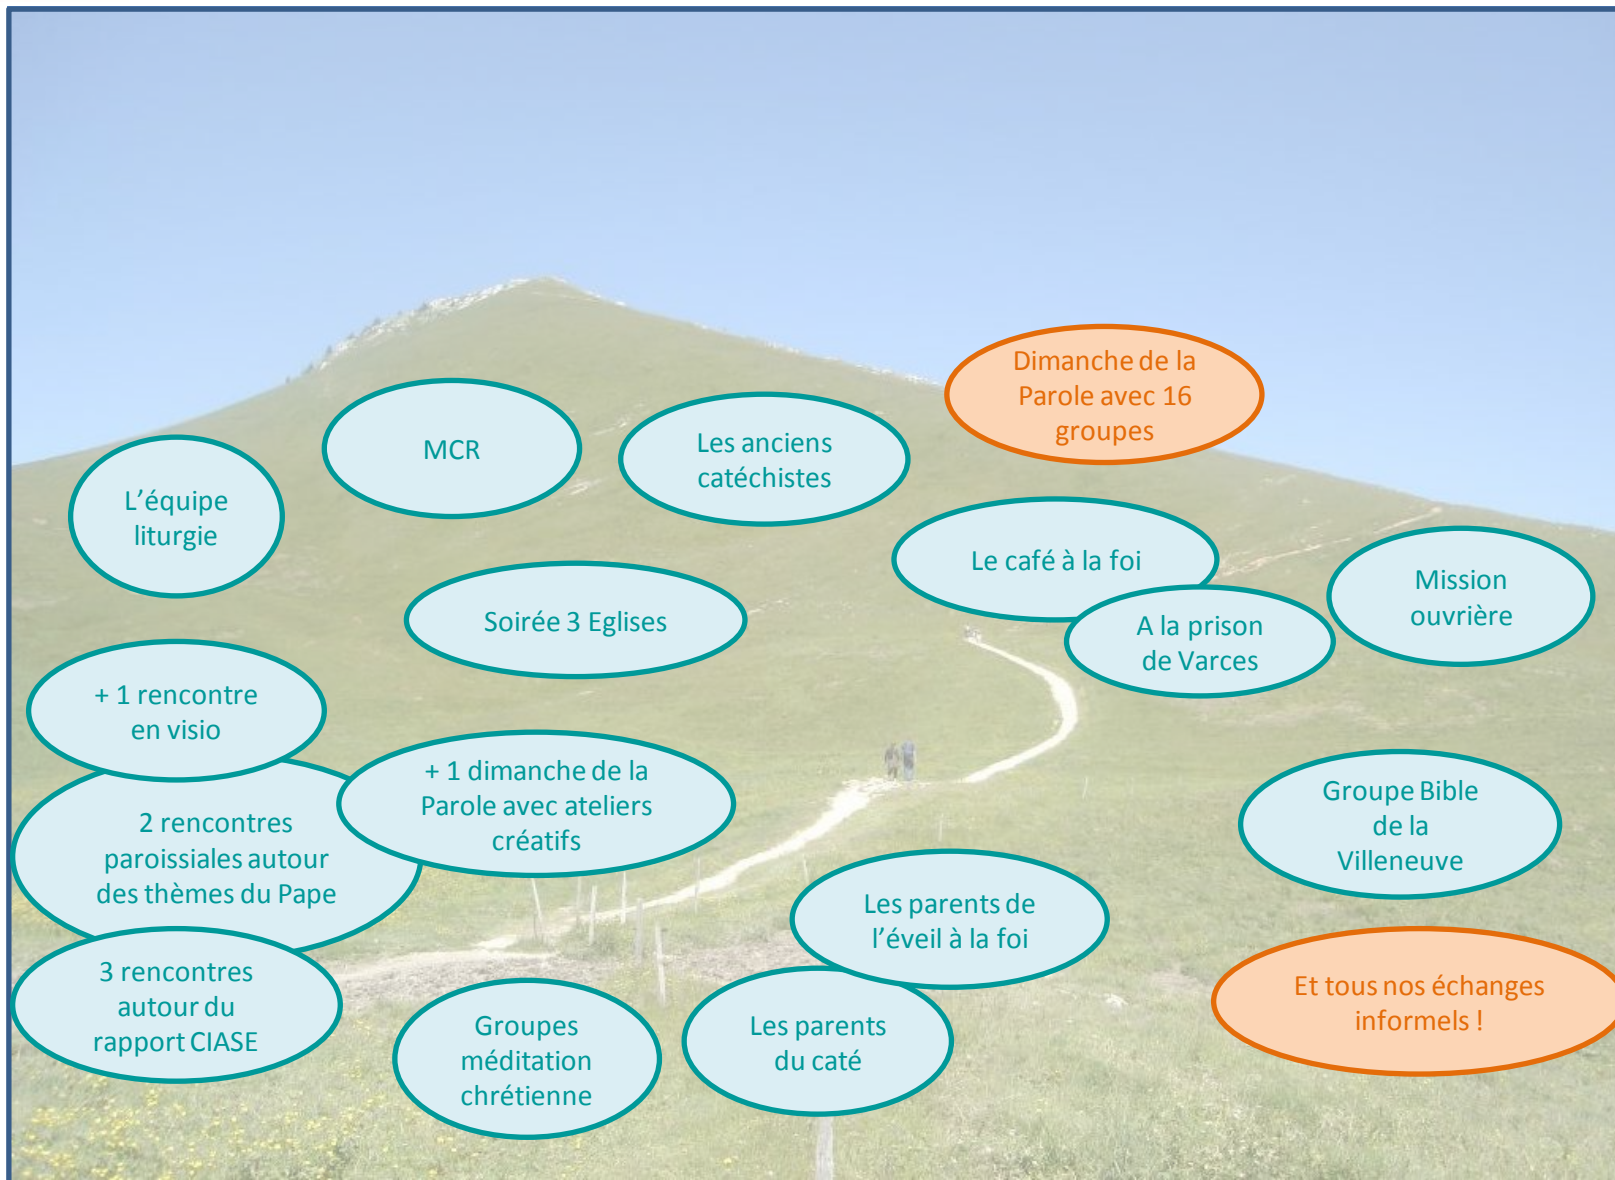 Dimanche de la
Parole avec 16
groupes
MCR
Les anciens
catéchistes
L’équipe
liturgie
Le café à la foi
Mission
ouvrière
Soirée 3 Eglises
A la prison
de Varces
+ 1 rencontre
en visio
+ 1 dimanche de la
Parole avec ateliers
créatifs
Groupe Bible
de la
Villeneuve
2 rencontres
paroissiales autour
des thèmes du Pape
Les parents de
l’éveil à la foi
3 rencontres
autour du
rapport CIASE
Et tous nos échanges
informels !
Groupes
méditation
chrétienne
Les parents
du caté